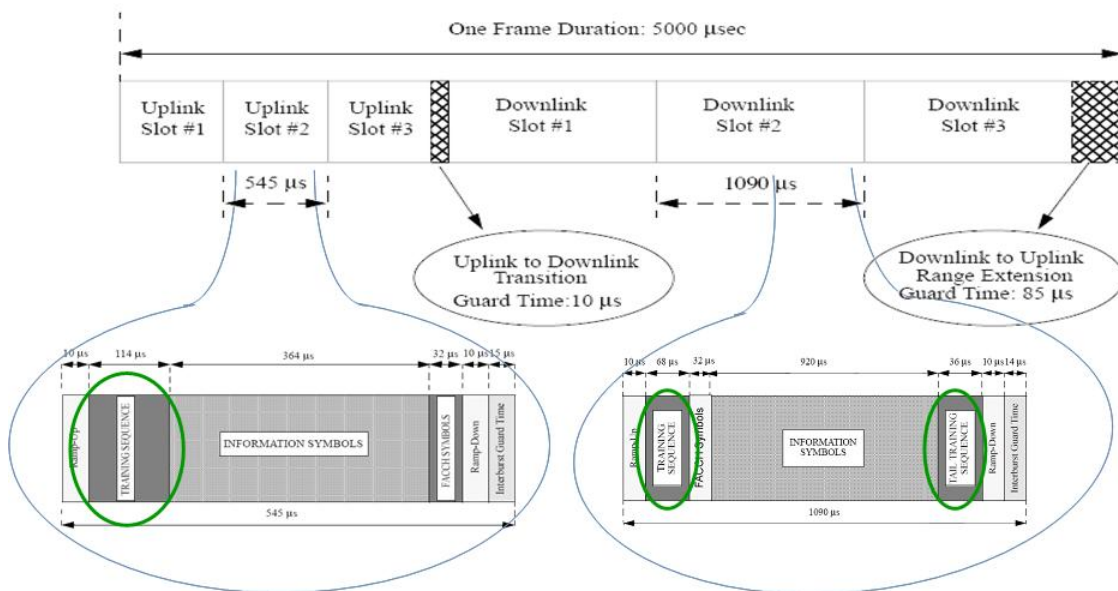 One Frame Duration: 5000 μsec
Uplink
Slot #1
Uplink
Slot #2
Uplink
Slot #3
Downlink
Slot #1
Downlink
Slot #2
Downlink
Slot #3
545 μs
1090 μs
Uplink to Downlink
Transition
Guard Time:10 μs
Downlink to Uplink
Range Extension
Guard Time: 85 μs
10 μs
114 μs
364 μs
32 μs
10 μs
15 μs
Ramp-Up
TRAINING SEQUENCE
INFORMATION SYMBOLS
FACCH SYMBOLS
Ramp-Down
Interburst Guard Time
545 μs
10 μs
68 μs
32 μs
920 μs
36 μs
10 μs
14 μs
Ramp-Up
TRAINING
SEQUENCE
FACCH Symbols
INFORMATION
SYMBOLS
TAIL TRAINING
SEQUENCE
Ramp-Down
Interburst Guard Time
1090 μs